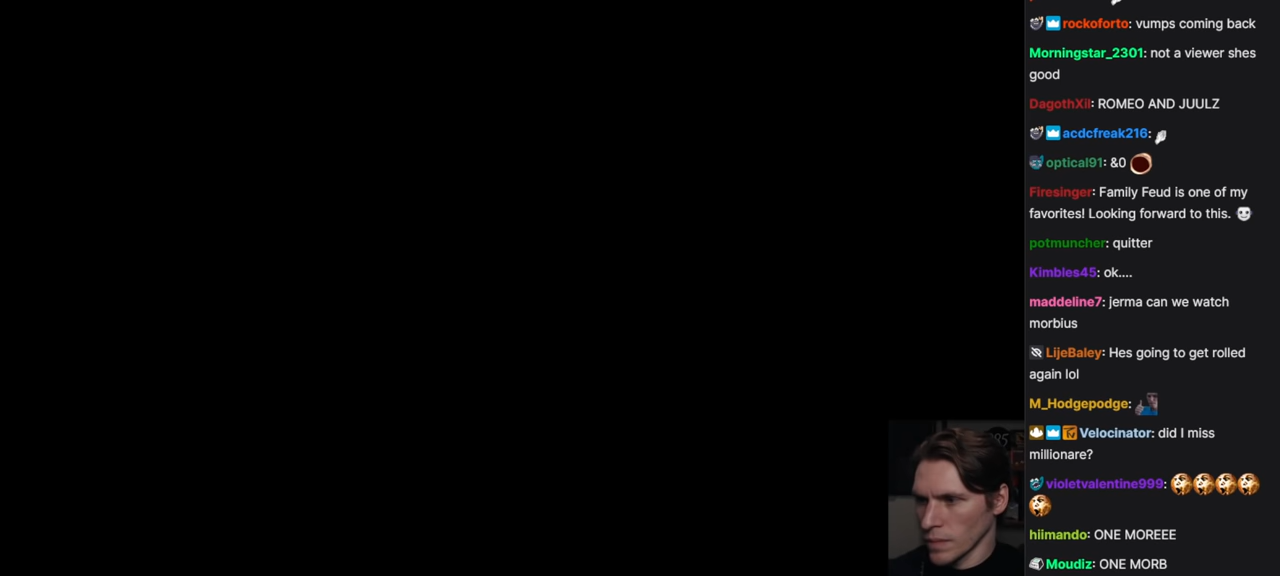 rockoforto: vumps coming back
Morningstar_2301: not a viewer shes
good
DagothXil: ROMEO AND JUULZ
acdcfreak216:
optical91: &0
Firesinger: Family Feud is one of my
favorites! Looking forward to this.
potmuncher: quitter
Kimbles45: ok....
maddeline7: jerma can we watch
morbius
LijeBaley: Hes going to get rolled
again lol
M_Hodgepodge:
Velocinator: did I miss
millionare?
violetvalentine999:
hiimando: ONE MOREEE
Moudiz: ONE MORB